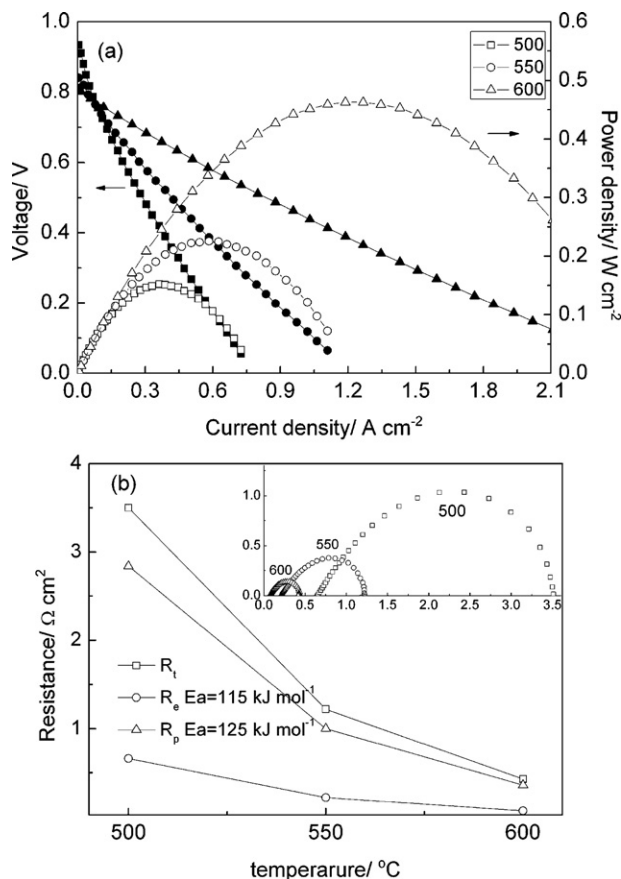 (a)
500
550
600
1.0
0.8
0.6
0.4
0.2
0.0
Voltage/ V
0.6
0.5
0.4
0.3
0.2
0.1
0.0
Power density/ W cm⁻²
0.0 0.3 0.6 0.9 1.2 1.5 1.8 2.1
Current density/ A cm⁻²
(b)
4
3
2
1
Resistance/ Ω cm²
1.0
0.5
0.0
600
550
500
0.0 0.5 1.0 1.5 2.0 2.5 3.0 3.5
Rₜ
Rₑ Ea=115 kJ mol⁻¹
Rₚ Ea=125 kJ mol⁻¹
500 550 600
temperarure/ °C